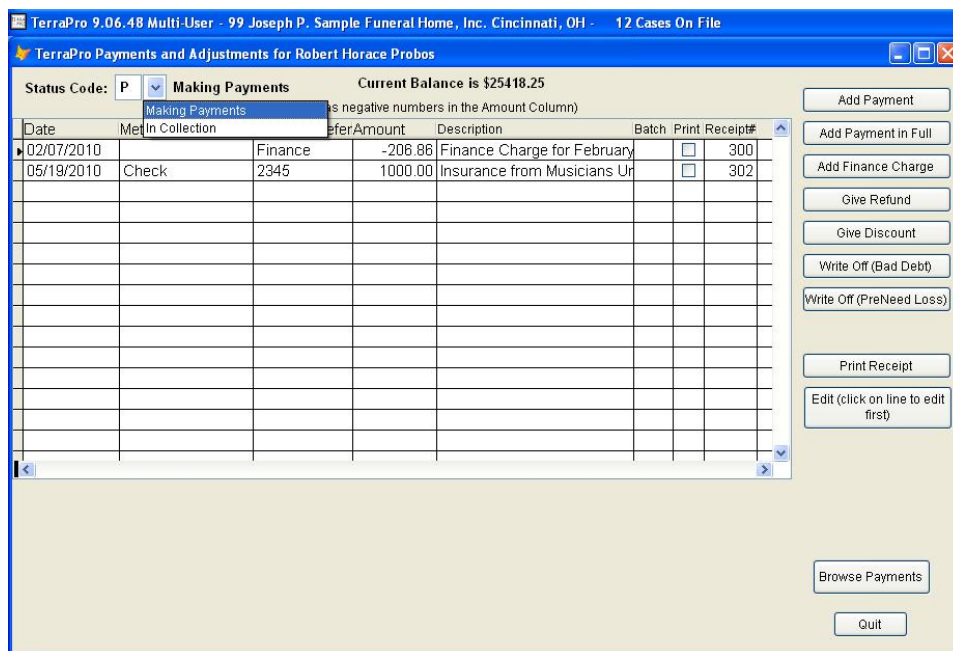 TerraPro 9.06.48 Multi-User - 99 Joseph P. Sample Funeral Home, Inc. Cincinnati, OH - 12 Cases On File
TerraPro Payments and Adjustments for Robert Horace Probos
Status Code: P Making Payments Current Balance is $25418.25
Making Payments
In Collection
as negative numbers in the Amount Column)
Date Met efer Amount Description Batch Print Receipt#
02/07/2010 Finance -206.86 Finance Charge for February 300
05/19/2010 Check 2345 1000.00 Insurance from Musicians Ur 302
Add Payment
Add Payment in Full
Add Finance Charge
Give Refund
Give Discount
Write Off (Bad Debt)
Write Off (PreNeed Loss)
Print Receipt
Edit (click on line to edit
first)
Browse Payments
Quit